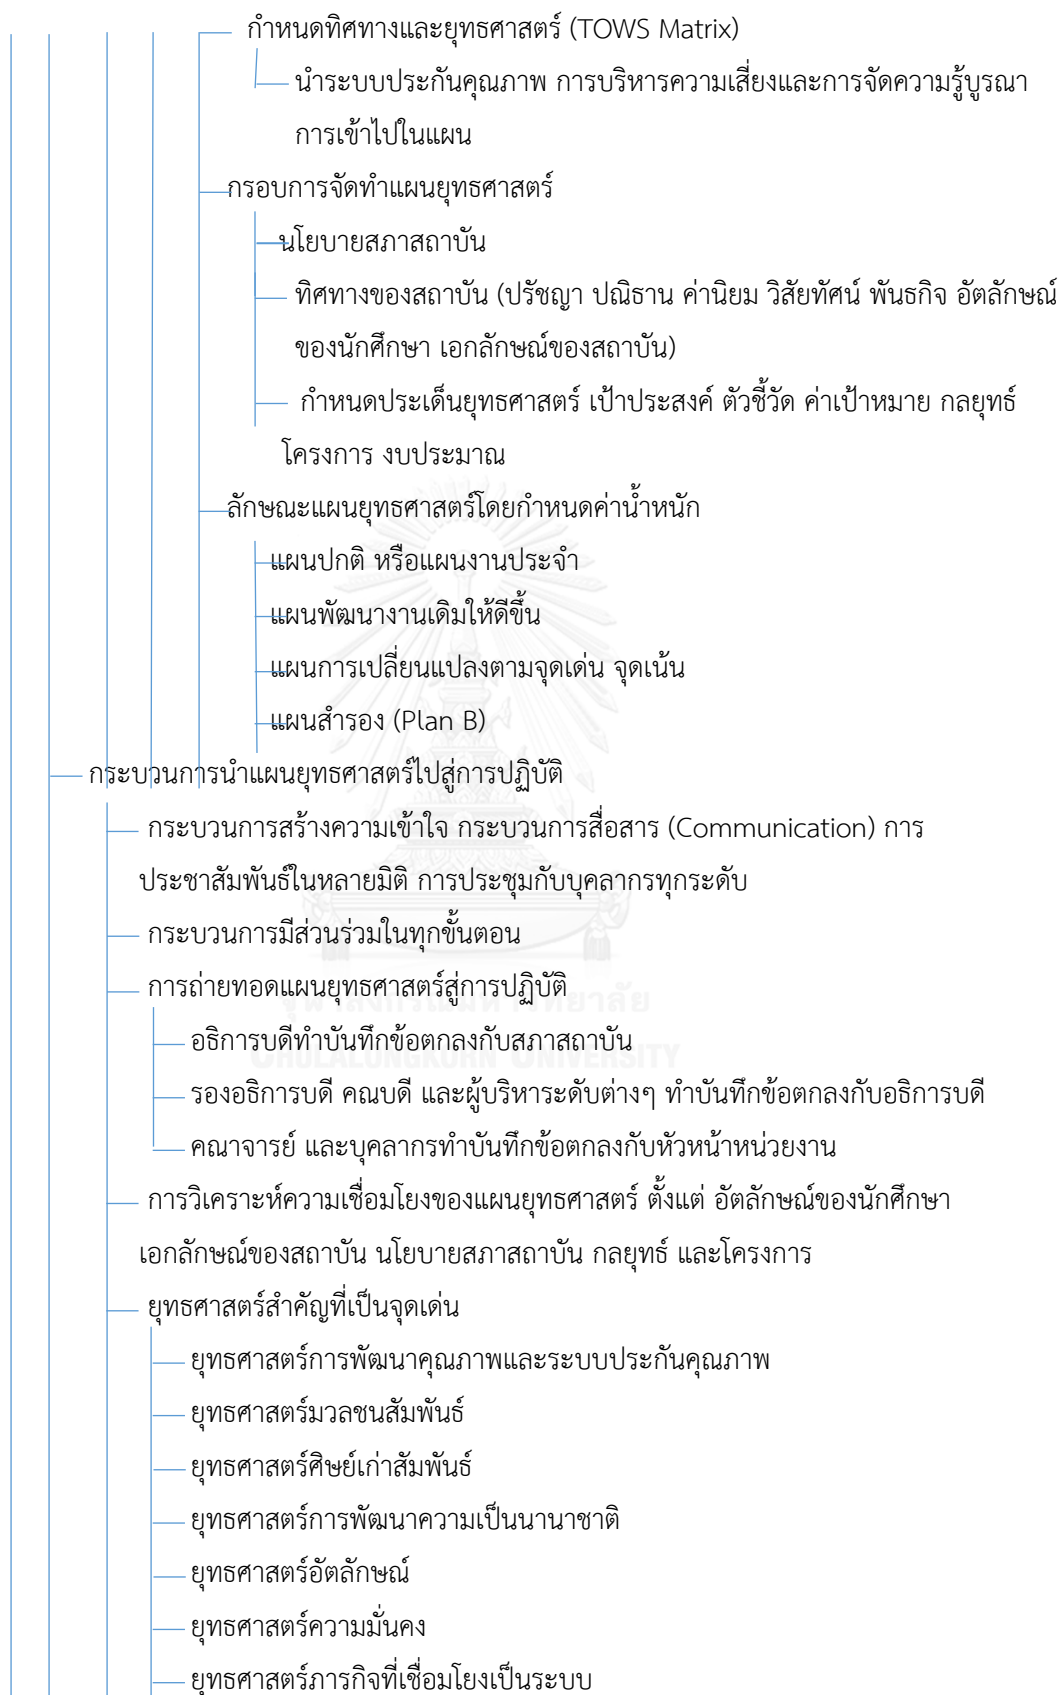 กำหนดทิศทางและยุทธศาสตร์ (TOWS Matrix)
นำระบบประกันคุณภาพ การบริหารความเสี่ยงและการจัดความรู้บูรณา
การเข้าไปในแผน
กรอบการจัดทำแผนยุทธศาสตร์
นโยบายสภาสถาบัน
ทิศทางของสถาบัน (ปรัชญา ปณิธาน ค่านิยม วิสัยทัศน์ พันธกิจ อัตลักษณ์
ของนักศึกษา เอกลักษณ์ของสถาบัน)
กำหนดประเด็นยุทธศาสตร์ เป้าประสงค์ ตัวชี้วัด ค่าเป้าหมาย กลยุทธ์
โครงการ งบประมาณ
ลักษณะแผนยุทธศาสตร์โดยกำหนดค่าน้ำหนัก
แผนปกติ หรือแผนงานประจำ
แผนพัฒนางานเดิมให้ดีขึ้น
แผนการเปลี่ยนแปลงตามจุดเด่น จุดเน้น
แผนสำรอง (Plan B)
กระบวนการนำแผนยุทธศาสตร์ไปสู่การปฏิบัติ
กระบวนการสร้างความเข้าใจ กระบวนการสื่อสาร (Communication) การ
ประชาสัมพันธ์ในหลายมิติ การประชุมกับบุคลากรทุกระดับ
กระบวนการมีส่วนร่วมในทุกขั้นตอน
การถ่ายทอดแผนยุทธศาสตร์สู่การปฏิบัติ
จุฬาลงกรณ์มหาวิทยาลัย
อธิการบดีทำบันทึกข้อตกลงกับสภาสถาบัน
CHULALONGKORN UNIVERSITY
รองอธิการบดี คณบดี และผู้บริหาระดับต่างๆ ทำบันทึกข้อตกลงกับอธิการบดี
คณาจารย์ และบุคลากรทำบันทึกข้อตกลงกับหัวหน้าหน่วยงาน
การวิเคราะห์ความเชื่อมโยงของแผนยุทธศาสตร์ ตั้งแต่ อัตลักษณ์ของนักศึกษา
เอกลักษณ์ของสถาบัน นโยบายสภาสถาบัน กลยุทธ์ และโครงการ
ยุทธศาสตร์สำคัญที่เป็นจุดเด่น
ยุทธศาสตร์การพัฒนาคุณภาพและระบบประกันคุณภาพ
ยุทธศาสตร์มวลชนสัมพันธ์
ยุทธศาสตร์ศิษย์เก่าสัมพันธ์
ยุทธศาสตร์การพัฒนาความเป็นนานาชาติ
ยุทธศาสตร์อัตลักษณ์
ยุทธศาสตร์ความมั่นคง
ยุทธศาสตร์ภารกิจที่เชื่อมโยงเป็นระบบ